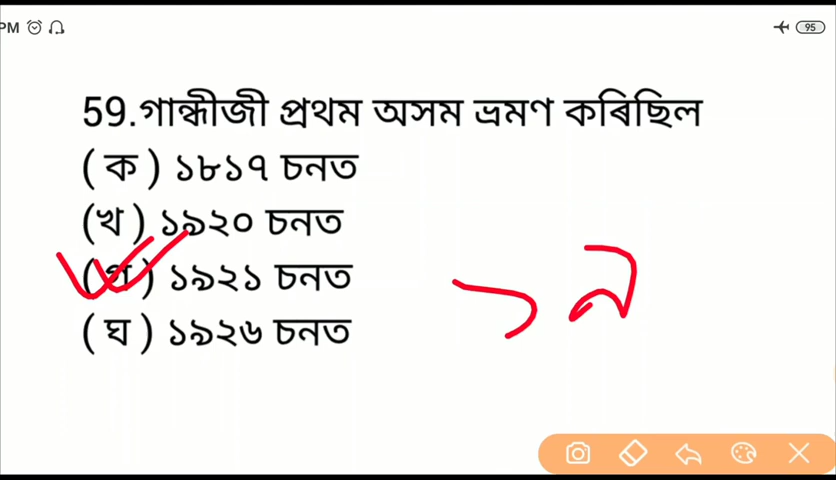 PM
95
59.গান্ধীজী প্ৰথম অসম ভ্ৰমণ কৰিছিল
( ক ) ১৮১৭ চনত
(খ ) ১৯২০ চনত
( গ ) ১৯২১ চনত
( ঘ ) ১৯২৬ চনত